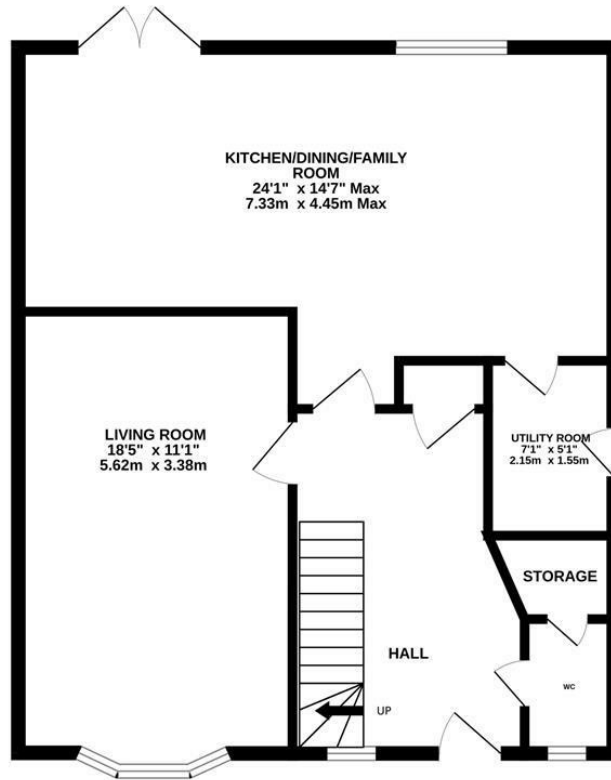 KITCHEN/DINING/FAMILY
ROOM
24'1" x 14'7" Max
7.33m x 4.45m Max
LIVING ROOM
18'5" x 11'1"
5.62m x 3.38m
UTILITY ROOM
7'1" x 5'1"
2.15m x 1.55m
STORAGE
HALL
WC
UP